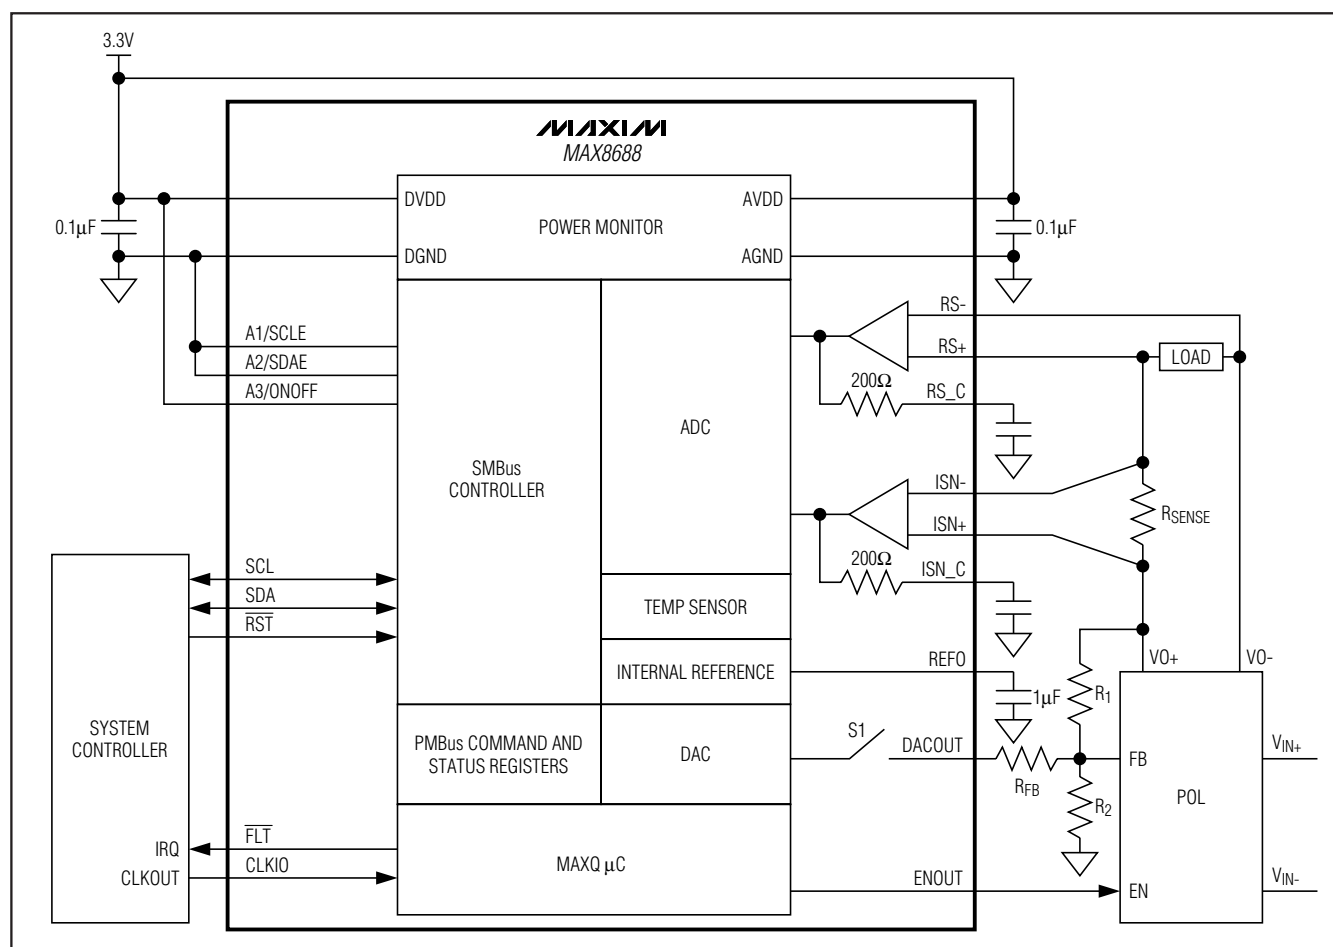 3.3V
MAXIM
MAX8688
DVDD
AVDD
0.1µF
POWER MONITOR
0.1µF
DGND
AGND
RS-
A1/SCLE
RS+
LOAD
A2/SDAE
200Ω
A3/ONOFF
RS_C
ADC
SMBus
CONTROLLER
ISN-
RSENSE
ISN+
200Ω
SCL
ISN_C
SDA
TEMP SENSOR
RST
REFO
VO+
VO-
INTERNAL REFERENCE
R1
1µF
SYSTEM
CONTROLLER
S1
PMBus COMMAND AND
STATUS REGISTERS
DAC
DACOUT
VIN+
FB
RFB
R2
POL
FLT
IRQ
MAXQ µC
CLKIO
CLKOUT
ENOUT
EN
VIN-